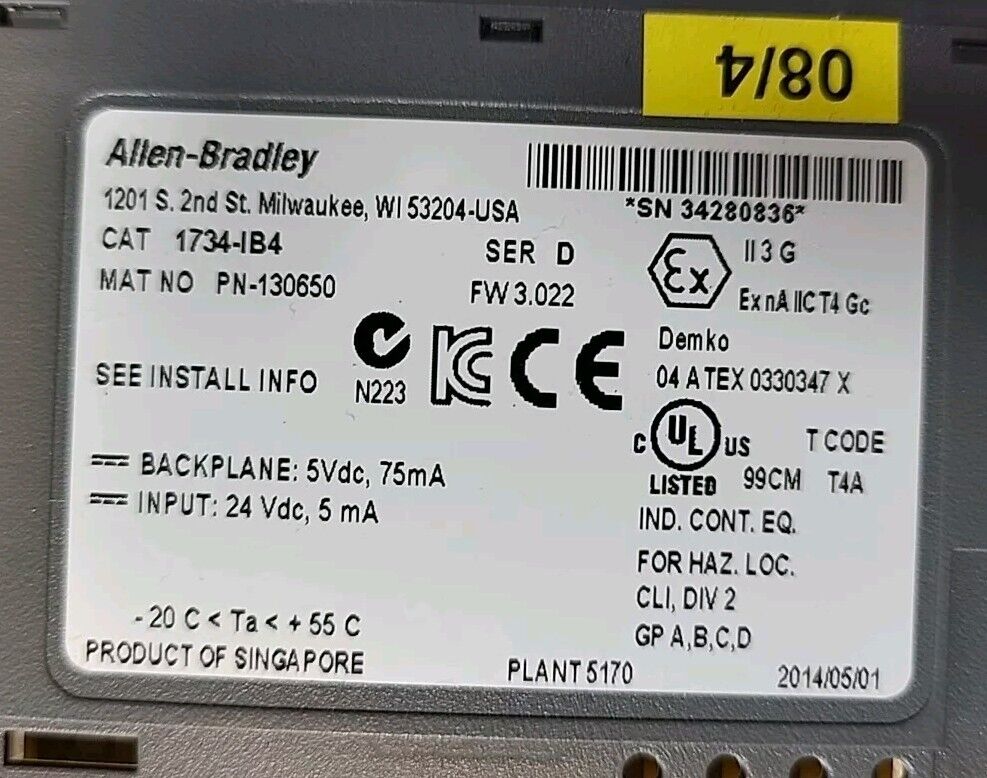 08/4
Allen-Bradley
1201 S. 2nd St. Milwaukee, WI 53204-USA
*SN 34280836*
CAT 1734-IB4
SER D
MAT NO PN-130650
FW 3.022
Ex
II 3 G
Ex nA IIC T4 Gc
SEE INSTALL INFO
N223
KC
CE
Demko
04 ATEX 0330347 X
C UL US
LISTED
99CM
T CODE
T4A
BACKPLANE: 5Vdc, 75mA
INPUT: 24 Vdc, 5 mA
IND. CONT. EQ.
FOR HAZ. LOC.
CLI, DIV 2
GP A,B,C,D
- 20 C < Ta < + 55 C
PRODUCT OF SINGAPORE
PLANT 5170
2014/05/01